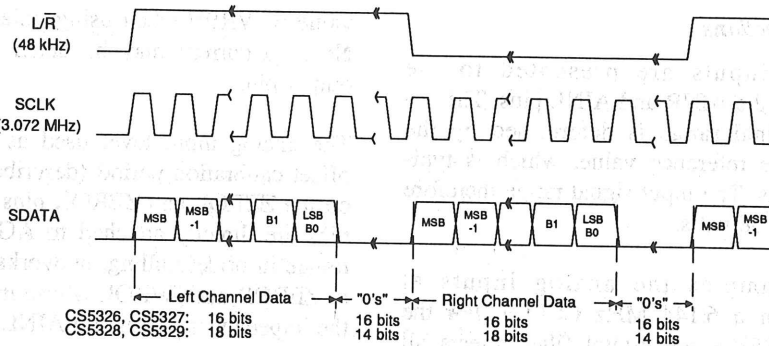 L/R
(48 kHz)
SCLK
(3.072 MHz)
SDATA
MSB MSB -1 B1 LSB B0 MSB MSB -1 B1 LSB B0 MSB MSB -1
Left Channel Data "0's" Right Channel Data "0's"
CS5326, CS5327: 16 bits 16 bits 16 bits 16 bits
CS5328, CS5329: 18 bits 14 bits 18 bits 14 bits